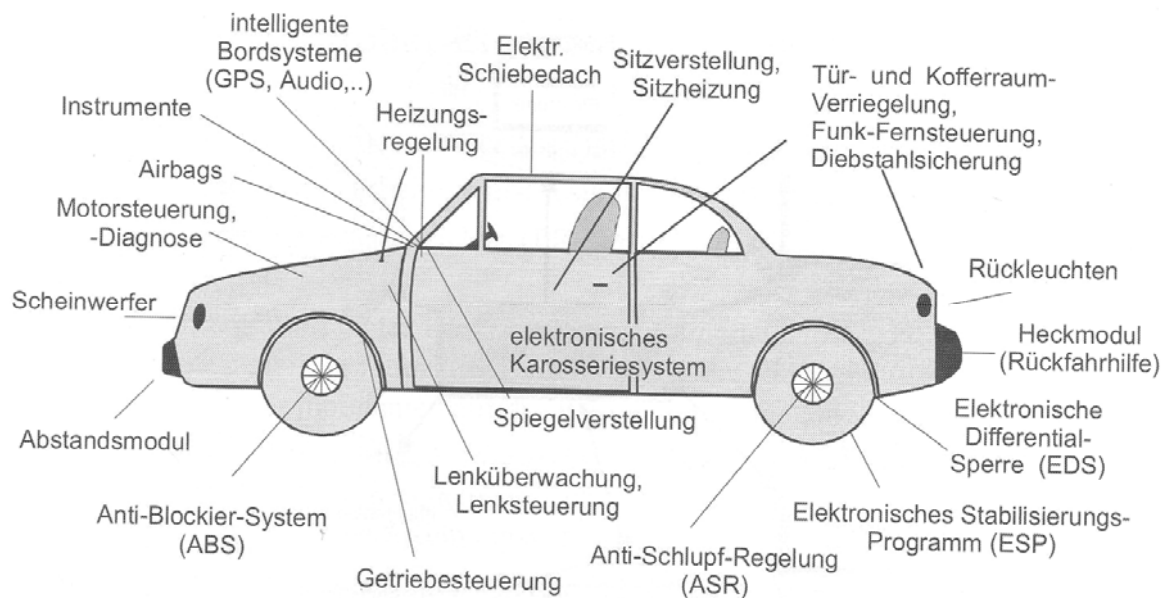 intelligente
Bordsysteme
(GPS, Audio,..)
Elektr.
Schiebedach
Sitzverstellung,
Sitzheizung
Tür- und Kofferraum-
Verriegelung,
Funk-Fernsteuerung,
Diebstahlsicherung
Instrumente
Heizungs-
regelung
Airbags
Motorsteuerung,
-Diagnose
Scheinwerfer
Rückleuchten
elektronisches
Karosseriesystem
Heckmodul
(Rückfahrhilfe)
Spiegelverstellung
Abstandsmodul
Elektronische
Differential-
Sperre (EDS)
Lenküberwachung,
Lenksteuerung
Anti-Blockier-System
(ABS)
Elektronisches Stabilisierungs-
Programm (ESP)
Anti-Schlupf-Regelung
(ASR)
Getriebesteuerung